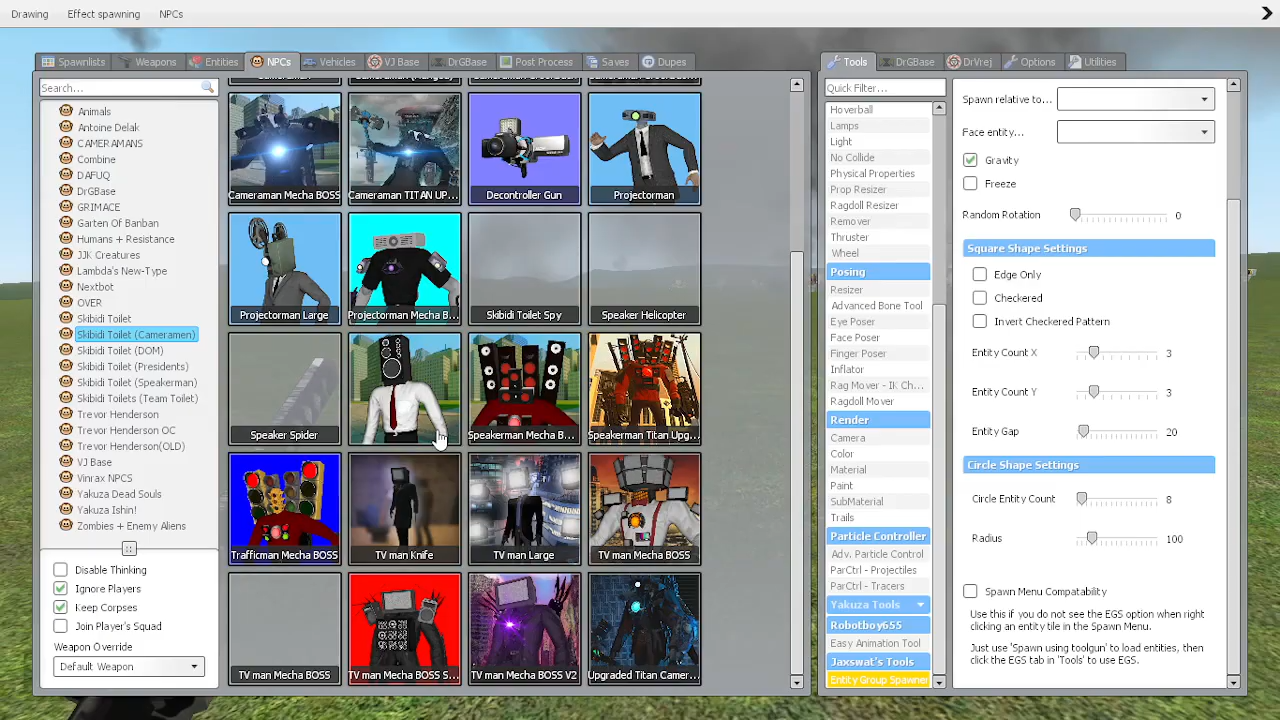 Drawing Effect spawning NPCs
Spawnlists Weapons Entities NPCs Vehicles VJ Base DrGBase Post Process Saves Dupes
Search...
Animals
Antoine Delak
CAMERAMANS
Combine
DAFUQ
DrGBase
GRIMACE
Garten Of Banban
Humans + Resistance
JJK Creatures
Lambda's New-Type
Nextbot
OVER
Skibidi Toilet
Skibidi Toilet (Cameramen)
Skibidi Toilet (DOM)
Skibidi Toilet (Presidents)
Skibidi Toilet (Speakerman)
Skibidi Toilets (Team Toilet)
Trevor Henderson
Trevor Henderson OC
Trevor Henderson(OLD)
VJ Base
Vinrax NPCS
Yakuza Dead Souls
Yakuza Ishin!
Zombies + Enemy Aliens
Disable Thinking
Ignore Players
Keep Corpses
Join Player's Squad
Weapon Override
Default Weapon
Cameraman Mecha BOSS Cameraman TITAN UP... Decontroller Gun Projectorman
Projectorman Large Projectorman Mecha B... Skibidi Toilet Spy Speaker Helicopter
Speaker Spider Speakerman Mecha B... Speakerman Titan Upg...
Trafficman Mecha BOSS TV man Knife TV man Large TV man Mecha BOSS
TV man Mecha BOSS TV man Mecha BOSS S... TV man Mecha BOSS V2 Upgraded Titan Camer...
Tools DrGBase DrVrej Options Utilities
Quick Filter...
Hoverball
Lamps
Light
No Collide
Physical Properties
Prop Resizer
Ragdoll Resizer
Remover
Thruster
Wheel
Posing
Resizer
Advanced Bone Tool
Eye Poser
Face Poser
Finger Poser
Inflator
Rag Mover - IK Ch...
Ragdoll Mover
Render
Camera
Color
Material
Paint
SubMaterial
Trails
Particle Controller
Adv. Particle Control
ParCtrl - Projectiles
ParCtrl - Tracers
Yakuza Tools
Robotboy655
Easy Animation Tool
Jaxswat's Tools
Entity Group Spawner
Spawn relative to...
Face entity...
Gravity
Freeze
Random Rotation 0
Square Shape Settings
Edge Only
Checkered
Invert Checkered Pattern
Entity Count X 3
Entity Count Y 3
Entity Gap 20
Circle Shape Settings
Circle Entity Count 8
Radius 100
Spawn Menu Compatability
Use this if you do not see the EGS option when right
clicking an entity tile in the Spawn Menu.
Just use 'Spawn using toolgun' to load entities, then
click the EGS tab in 'Tools' to use EGS.